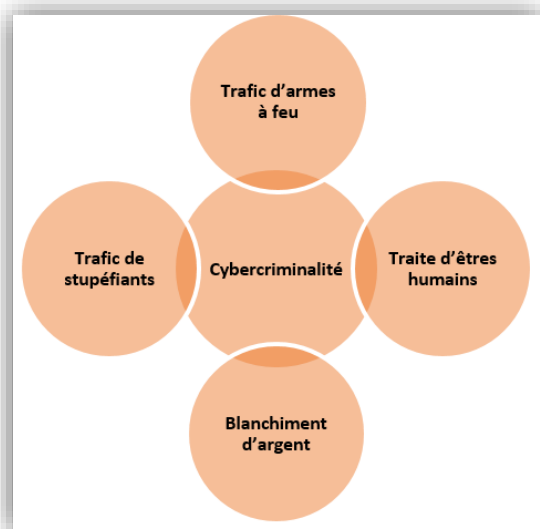 Trafic d'armes
à feu
Trafic de
stupéfiants
Cybercriminalité
Traite d'êtres
humains
Blanchiment
d'argent